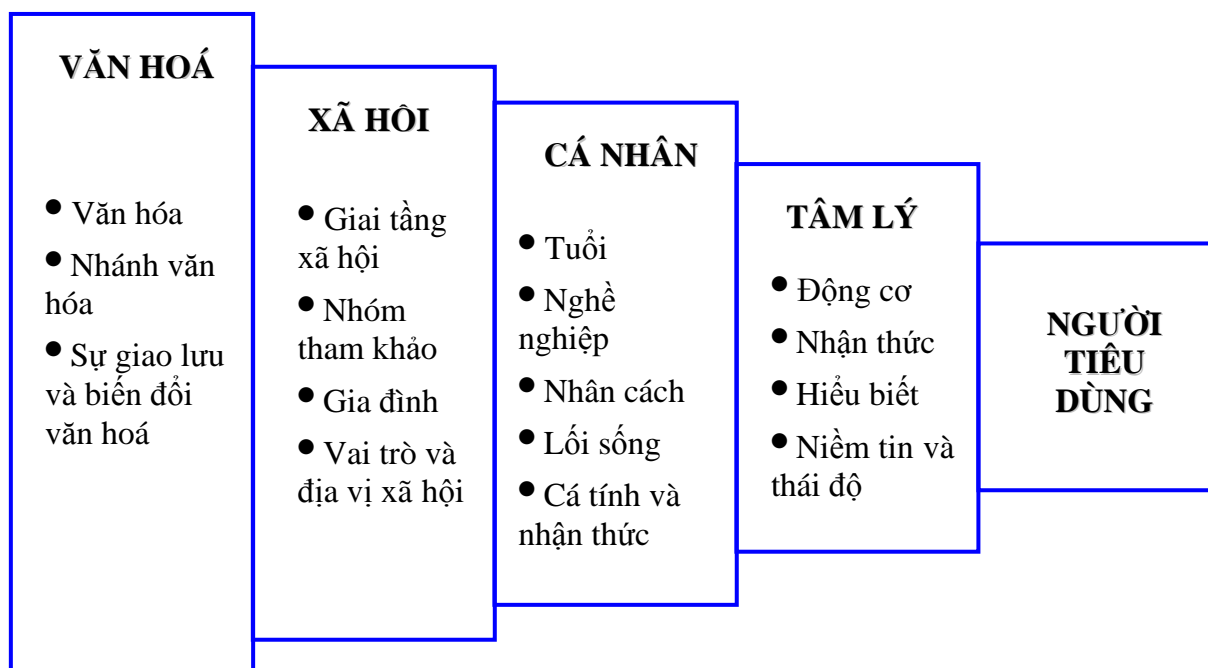 VĂN HOÁ
● Văn hóa
● Nhánh văn
hóa
● Sự giao lưu
và biến đổi
văn hoá
XÃ HÔI
● Giai tầng
xã hội
● Nhóm
tham khảo
● Gia đình
● Vai trò và
địa vị xã hội
CÁ NHÂN
● Tuổi
● Nghề
nghiệp
● Nhân cách
● Lối sống
● Cá tính và
nhận thức
TÂM LÝ
● Động cơ
● Nhận thức
● Hiểu biết
● Niềm tin và
thái độ
NGƯỜI
TIÊU
DÙNG